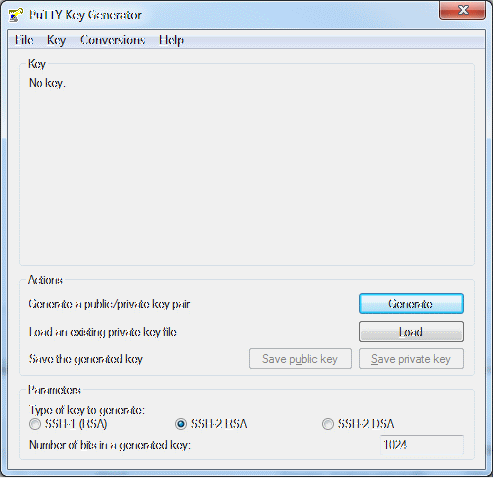 PuTTY Key Generator
File Key Conversions Help
Key
No key.
Actions
Generate a public/private key pair Generate
Load an existing private key file Load
Save the generated key Save public key Save private key
Parameters
Type of key to generate:
SSH-1 (RSA) SSH-2 RSA SSH-2 DSA
Number of bits in a generated key: 1024